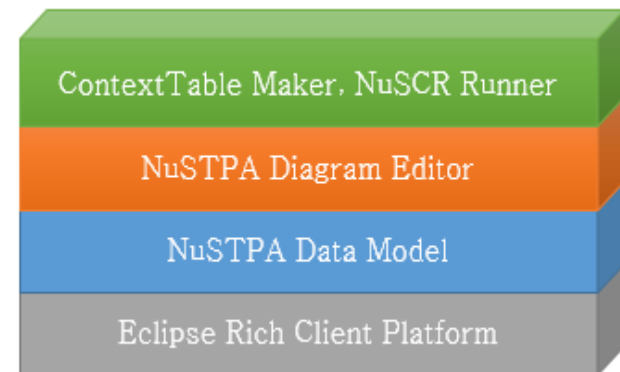 ContextTable Maker, NuSCR Runner
NuSTPA Diagram Editor
NuSTPA Data Model
Eclipse Rich Client Platform